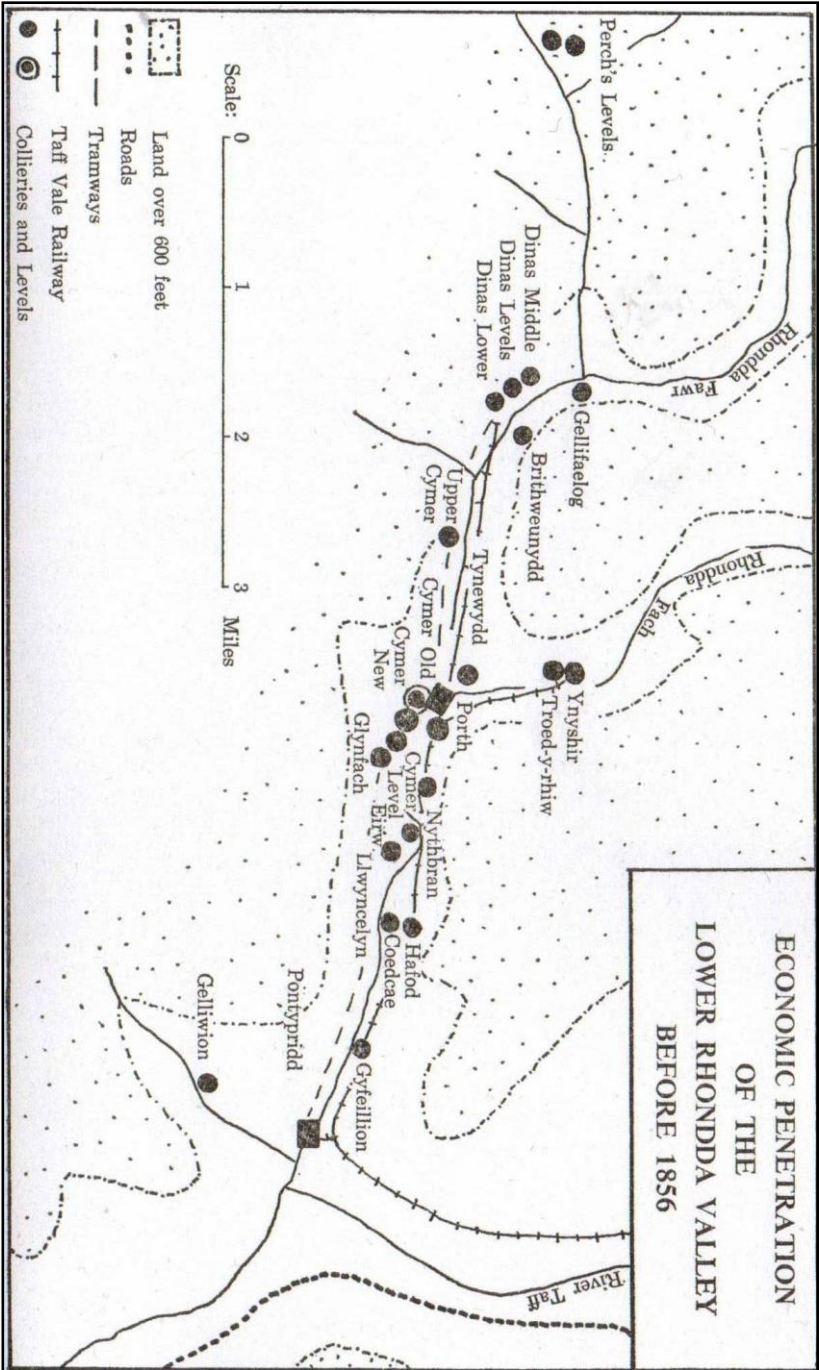 ECONOMIC PENETRATION
OF THE
LOWER RHONDDA VALLEY
BEFORE 1856
Perch's Levels
Rhondda
Fawr
Rhondda
Fach
Gellifaelog
Dinas Middle
Dinas Levels
Dinas Lower
Brithweunydd
Ynyshir
Troed-y-rhiw
Tynewydd
Upper
Cymer
Cymer Old
Cymer
New
Porth
Glynfach
Cymer
Level
Nythbran
Eirw
Llwyncelyn
Hafod
Coedcae
Gyfeillion
Pontypridd
Gelliwion
River Taff
Scale: 0 1 2 3 Miles
Land over 600 feet
Roads
Tramways
Taff Vale Railway
Collieries and Levels